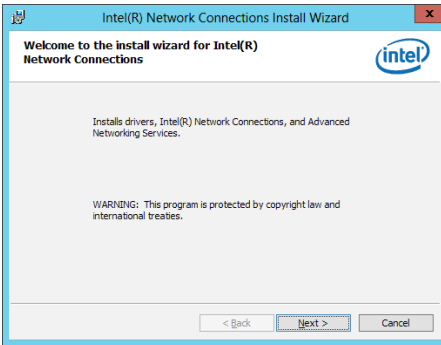 Intel(R) Network Connections Install Wizard
x
Welcome to the install wizard for Intel(R)
Network Connections
intel
Installs drivers, Intel(R) Network Connections, and Advanced
Networking Services.
WARNING: This program is protected by copyright law and
international treaties.
< Back Next > Cancel